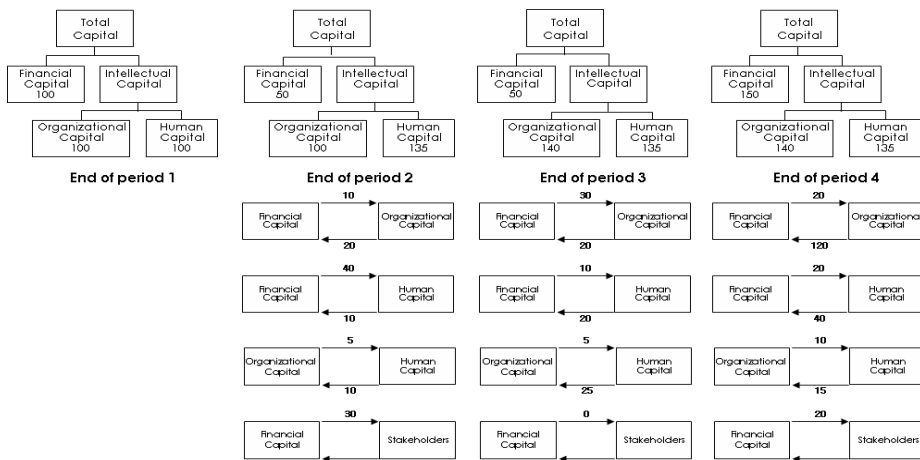 Total
Capital
Financial
Capital
100
Intellectual
Capital
Organizational
Capital
100
Human
Capital
100
End of period 1
Total
Capital
Financial
Capital
50
Intellectual
Capital
Organizational
Capital
100
Human
Capital
135
End of period 2
10
Financial
Capital
Organizational
Capital
20
40
Financial
Capital
Human
Capital
10
5
Organizational
Capital
Human
Capital
10
30
Financial
Capital
Stakeholders
Total
Capital
Financial
Capital
50
Intellectual
Capital
Organizational
Capital
140
Human
Capital
135
End of period 3
30
Financial
Capital
Organizational
Capital
20
10
Financial
Capital
Human
Capital
20
5
Organizational
Capital
Human
Capital
25
0
Financial
Capital
Stakeholders
Total
Capital
Financial
Capital
150
Intellectual
Capital
Organizational
Capital
140
Human
Capital
135
End of period 4
20
Financial
Capital
Organizational
Capital
120
20
Financial
Capital
Human
Capital
40
10
Organizational
Capital
Human
Capital
15
20
Financial
Capital
Stakeholders